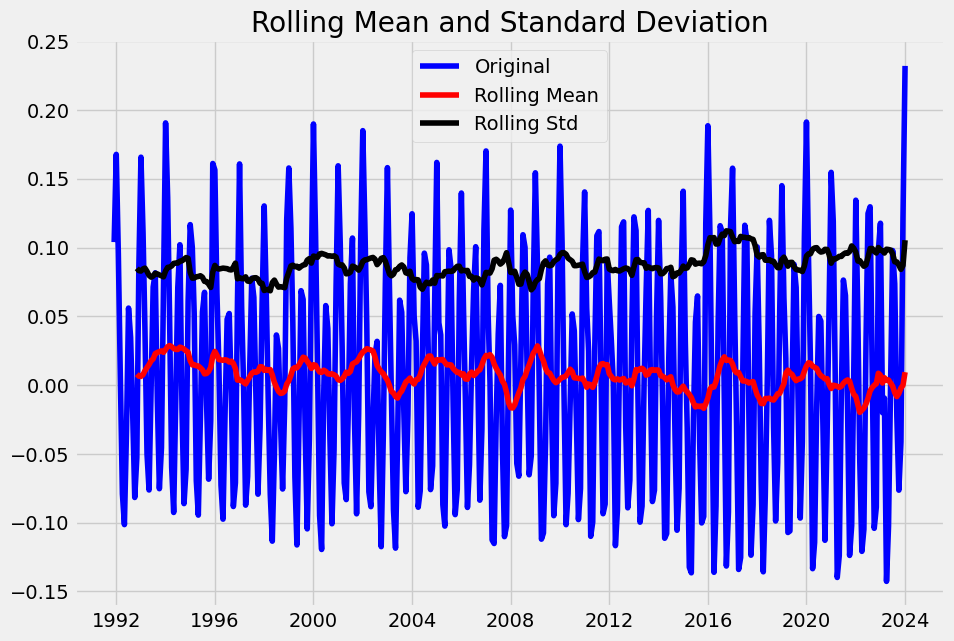 Rolling Mean and Standard Deviation
Original
Rolling Mean
Rolling Std
0.25
0.20
0.15
0.10
0.05
0.00
−0.05
−0.10
−0.15
1992 1996 2000 2004 2008 2012 2016 2020 2024